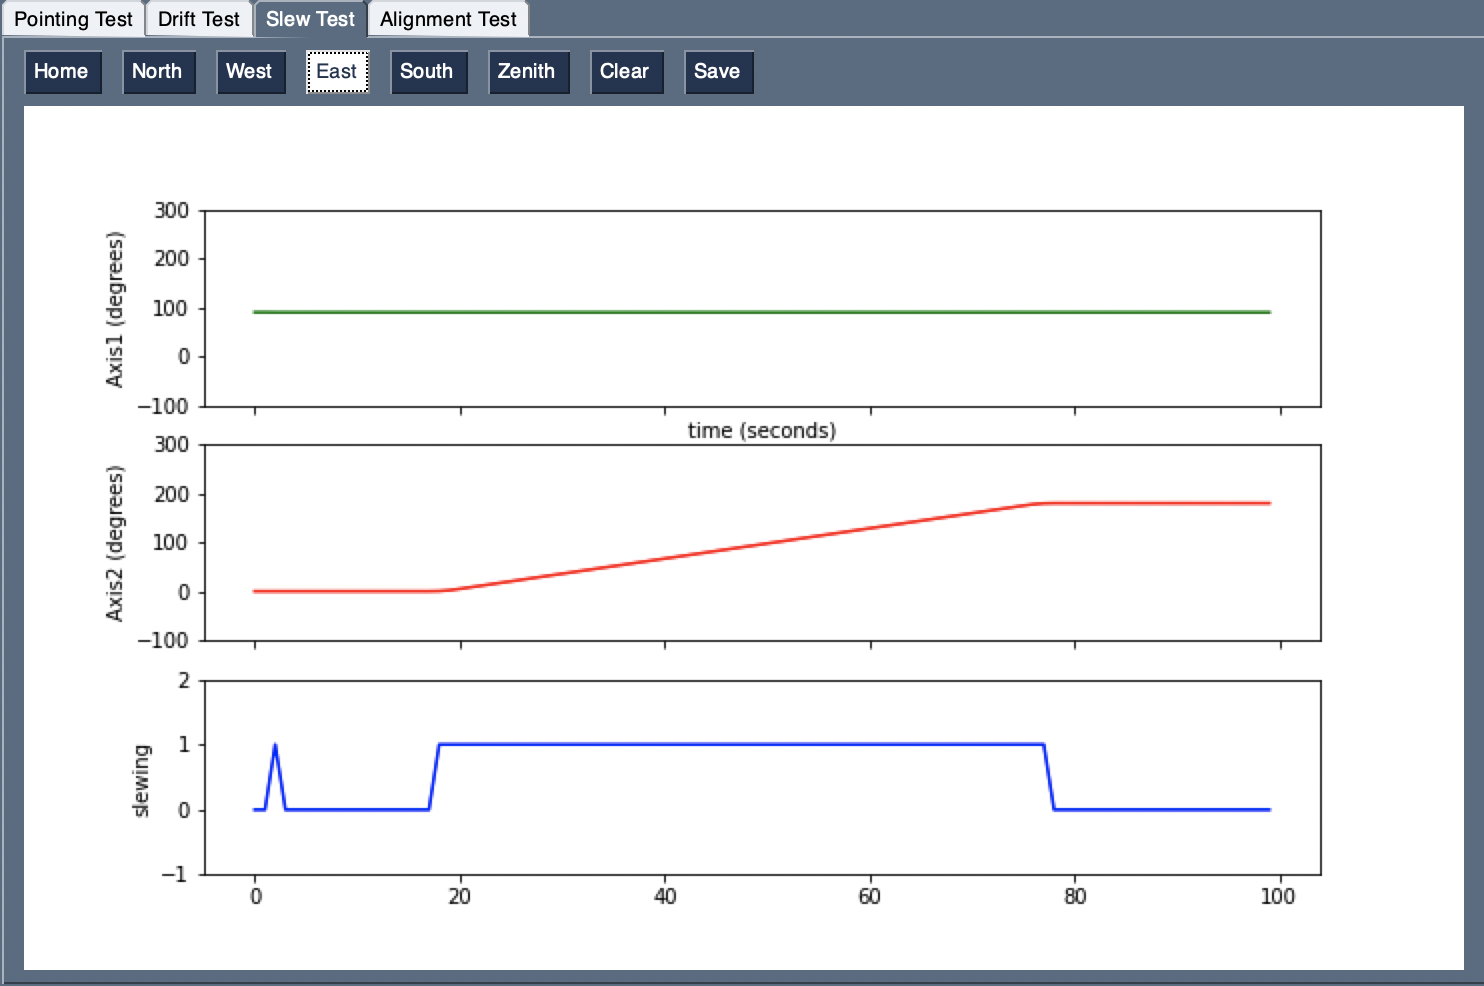 Pointing Test Drift Test Slew Test Alignment Test
Home North West East South Zenith Clear Save
300
200
100
0
−100
Axis1 (degrees)
time (seconds)
300
200
100
0
−100
Axis2 (degrees)
2
1
0
−1
slewing
0 20 40 60 80 100